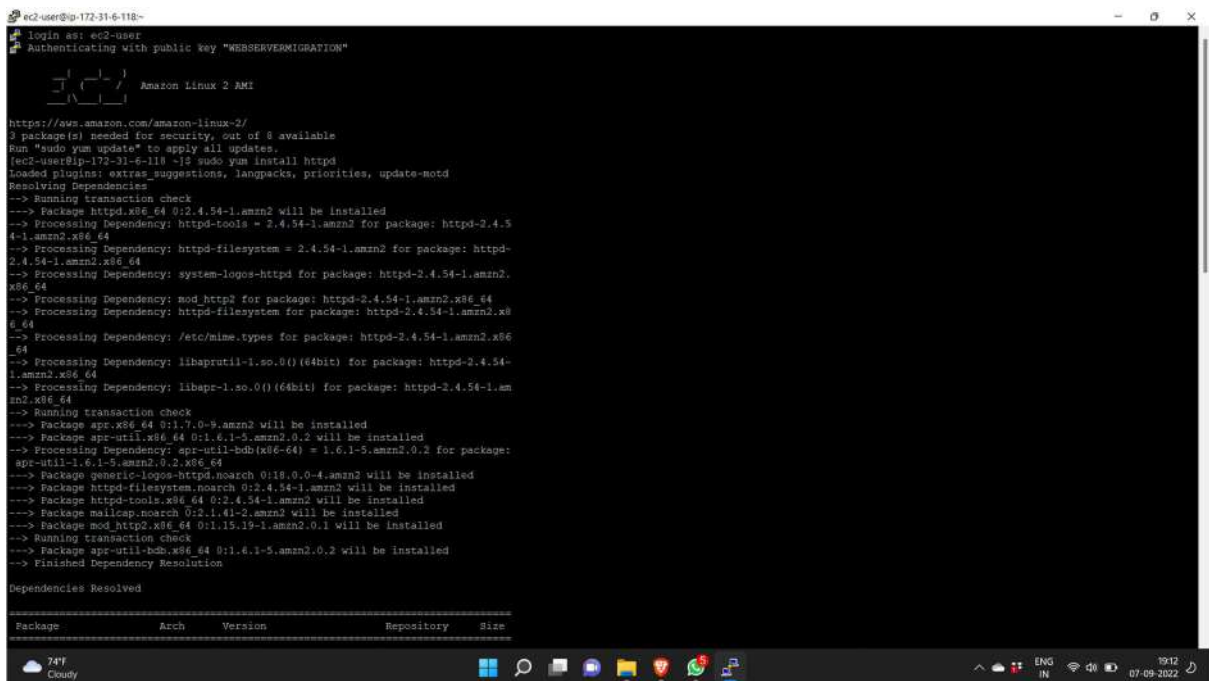 ec2-user@ip-172-31-6-118:~
login as: ec2-user
Authenticating with public key "WEBSERVERMIGRATION"
__|  __|_  )
_|  (     /   Amazon Linux 2 AMI
___|\___|___|
https://aws.amazon.com/amazon-linux-2/
3 package(s) needed for security, out of 8 available
Run "sudo yum update" to apply all updates.
[ec2-user@ip-172-31-6-118 ~]$ sudo yum install httpd
Loaded plugins: extras_suggestions, langpacks, priorities, update-motd
Resolving Dependencies
--> Running transaction check
---> Package httpd.x86_64 0:2.4.54-1.amzn2 will be installed
--> Processing Dependency: httpd-tools = 2.4.54-1.amzn2 for package: httpd-2.4.5
4-1.amzn2.x86_64
--> Processing Dependency: httpd-filesystem = 2.4.54-1.amzn2 for package: httpd-
2.4.54-1.amzn2.x86_64
--> Processing Dependency: system-logos-httpd for package: httpd-2.4.54-1.amzn2.
x86_64
--> Processing Dependency: mod_http2 for package: httpd-2.4.54-1.amzn2.x86_64
--> Processing Dependency: httpd-filesystem for package: httpd-2.4.54-1.amzn2.x8
6_64
--> Processing Dependency: /etc/mime.types for package: httpd-2.4.54-1.amzn2.x86
_64
--> Processing Dependency: libaprutil-1.so.0()(64bit) for package: httpd-2.4.54-
1.amzn2.x86_64
--> Processing Dependency: libapr-1.so.0()(64bit) for package: httpd-2.4.54-1.am
zn2.x86_64
--> Running transaction check
---> Package apr.x86_64 0:1.7.0-9.amzn2 will be installed
---> Package apr-util.x86_64 0:1.6.1-5.amzn2.0.2 will be installed
--> Processing Dependency: apr-util-bdb(x86-64) = 1.6.1-5.amzn2.0.2 for package:
apr-util-1.6.1-5.amzn2.0.2.x86_64
---> Package generic-logos-httpd.noarch 0:18.0.0-4.amzn2 will be installed
---> Package httpd-filesystem.noarch 0:2.4.54-1.amzn2 will be installed
---> Package httpd-tools.x86_64 0:2.4.54-1.amzn2 will be installed
---> Package mailcap.noarch 0:2.1.41-2.amzn2 will be installed
---> Package mod_http2.x86_64 0:1.15.19-1.amzn2.0.1 will be installed
--> Running transaction check
---> Package apr-util-bdb.x86_64 0:1.6.1-5.amzn2.0.2 will be installed
--> Finished Dependency Resolution
Dependencies Resolved
================================================================================
Package Arch Version Repository Size
================================================================================
74°F
Cloudy
5
ENG
IN
19:12
07-09-2022